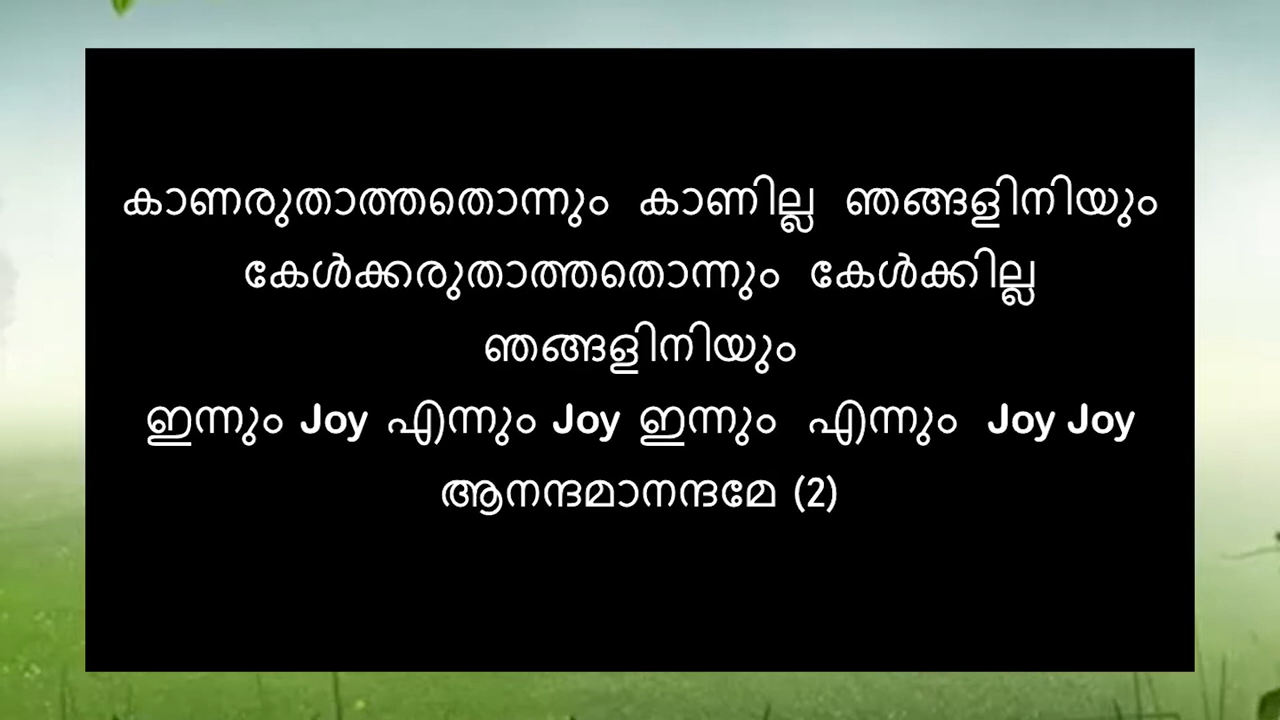 കാണരുതാത്തതൊന്നും കാണില്ല ഞങ്ങളിനിയും
കേൾക്കരുതാത്തതൊന്നും കേൾക്കില്ല
ഞങ്ങളിനിയും
ഇന്നും Joy എന്നും Joy ഇന്നും എന്നും Joy Joy
ആനന്ദമാനന്ദമേ (2)